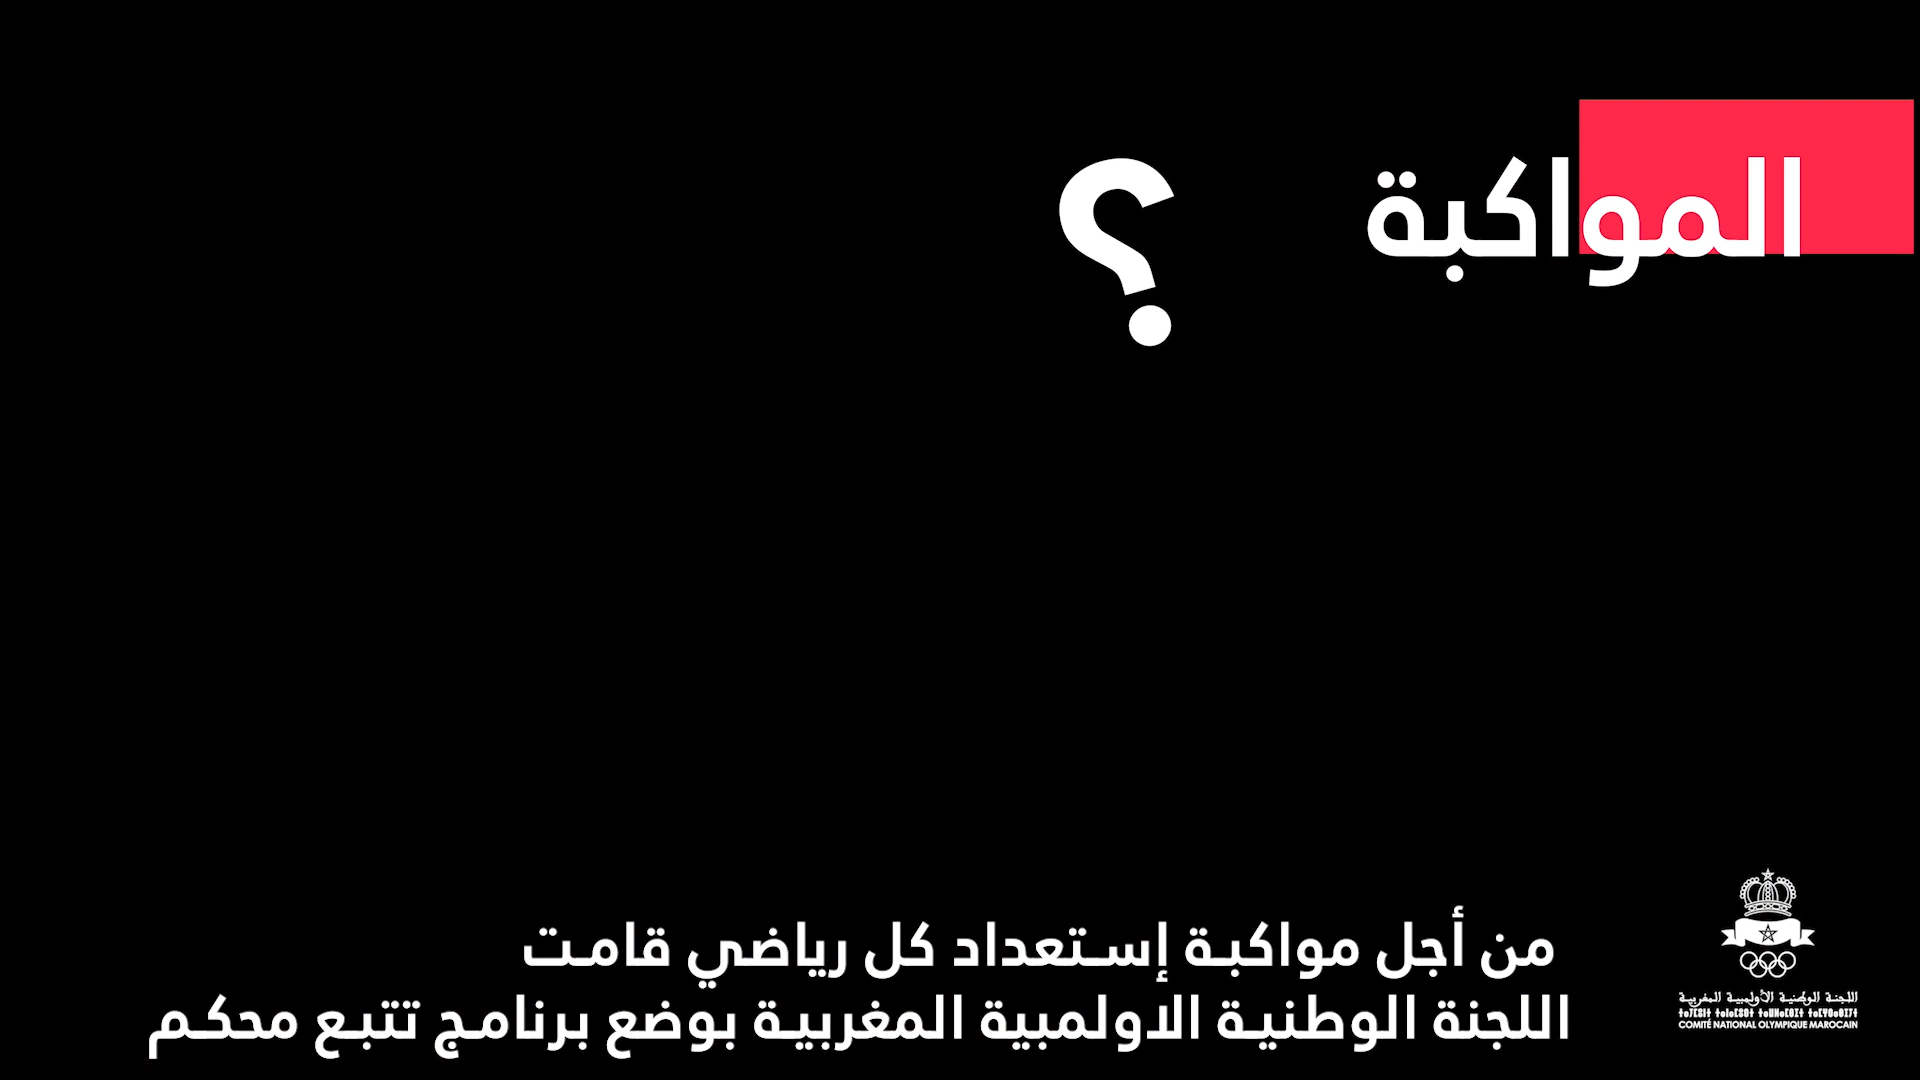 المواكبة ؟
من أجل مواكبة إستعداد كل رياضي قامت
اللجنة الوطنية الاولمبية المغربية بوضع برنامج تتبع محكم
اللجنة الوطنية الأولمبية المغربية
COMITÉ NATIONAL OLYMPIQUE MAROCAIN